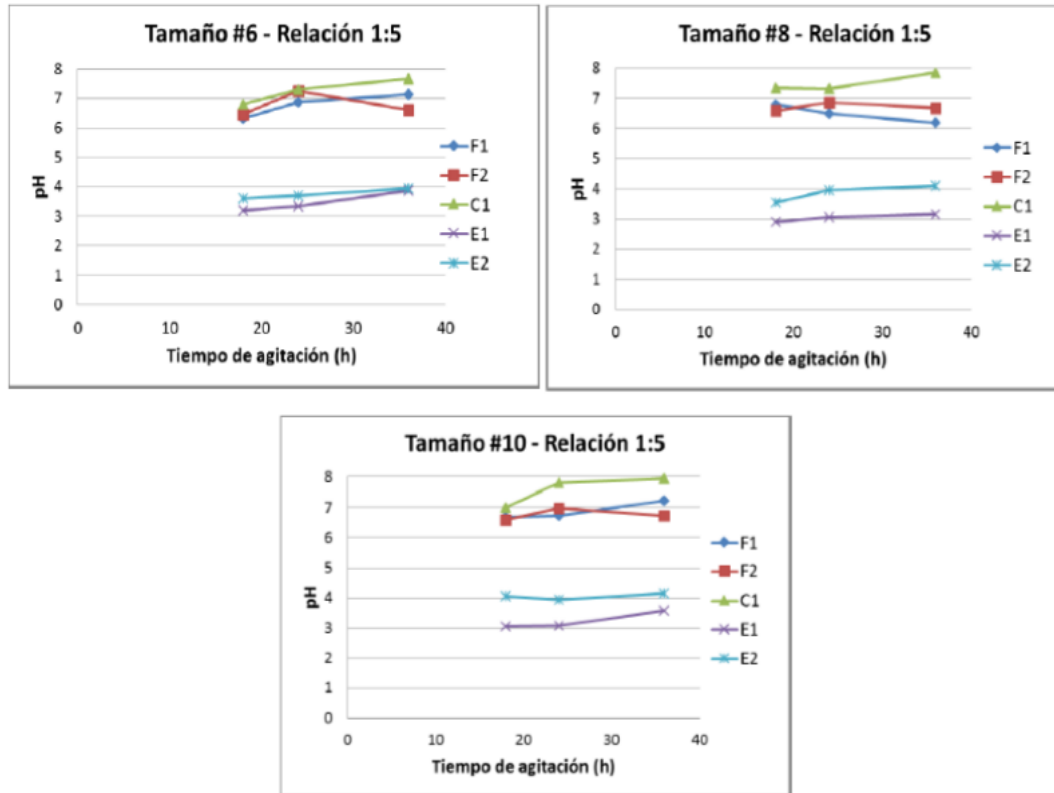 Tamaño #6 - Relación 1:5
8
7
6
5
4
3
2
1
0
pH
0 10 20 30 40
Tiempo de agitación (h)
F1
F2
C1
E1
E2
Tamaño #8 - Relación 1:5
8
7
6
5
4
3
2
1
0
pH
0 10 20 30 40
Tiempo de agitación (h)
F1
F2
C1
E1
E2
Tamaño #10 - Relación 1:5
8
7
6
5
4
3
2
1
0
pH
0 10 20 30 40
Tiempo de agitación (h)
F1
F2
C1
E1
E2